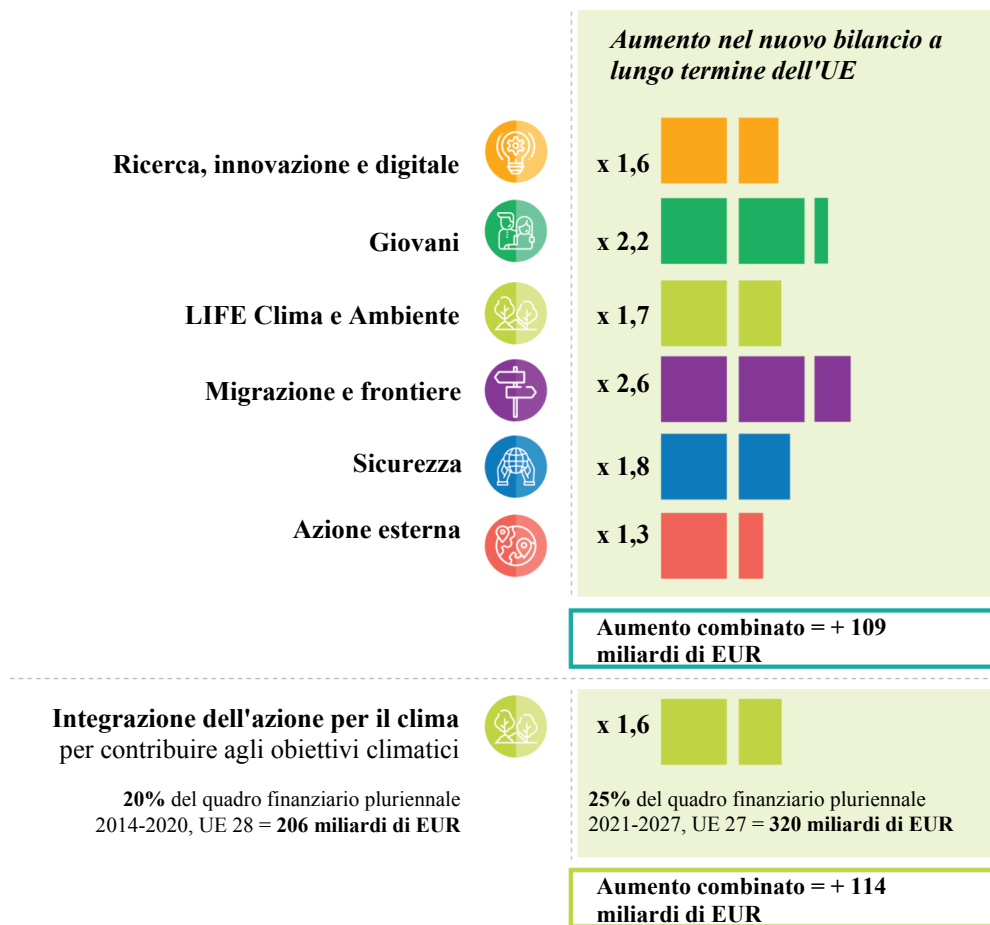 Aumento nel nuovo bilancio a
lungo termine dell'UE
Ricerca, innovazione e digitale
x 1,6
Giovani
x 2,2
LIFE Clima e Ambiente
x 1,7
Migrazione e frontiere
x 2,6
Sicurezza
x 1,8
Azione esterna
x 1,3
Aumento combinato = + 109
miliardi di EUR
Integrazione dell'azione per il clima
per contribuire agli obiettivi climatici
x 1,6
20% del quadro finanziario pluriennale
2014-2020, UE 28 = 206 miliardi di EUR
25% del quadro finanziario pluriennale
2021-2027, UE 27 = 320 miliardi di EUR
Aumento combinato = + 114
miliardi di EUR